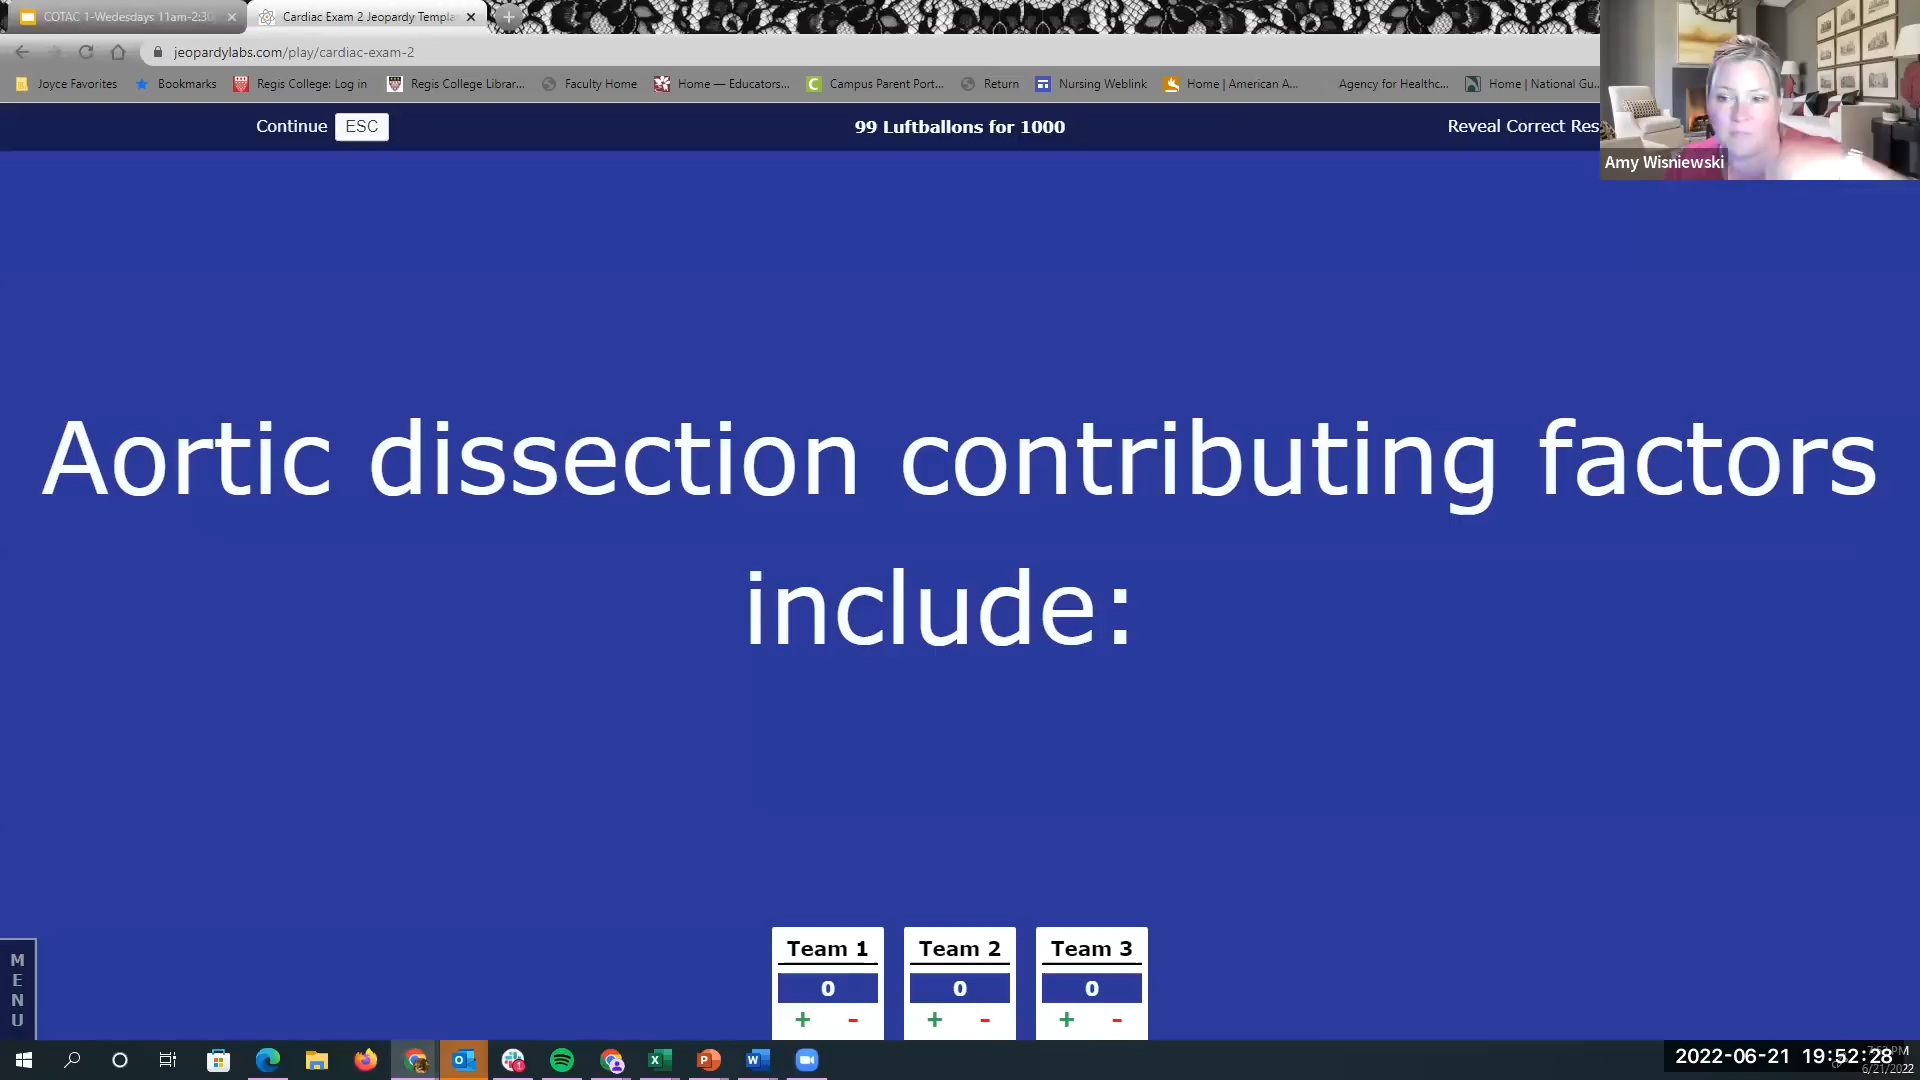 COTAC 1-Wedesdays 11am-2:30
Cardiac Exam 2 Jeopardy Templa
jeopardylabs.com/play/cardiac-exam-2
Joyce Favorites
Bookmarks
Regis College: Log in
Regis College Librar...
Faculty Home
Home — Educators...
Campus Parent Port...
Return
Nursing Weblink
Home | American A...
Agency for Healthc...
Home | National Gu...
Continue ESC
99 Luftballons for 1000
Reveal Correct Res
Amy Wisniewski
Aortic dissection contributing factors
include:
MENU
Team 1
0
+ -
Team 2
0
+ -
Team 3
0
+ -
2022-06-21 19:52:28
6/21/2022